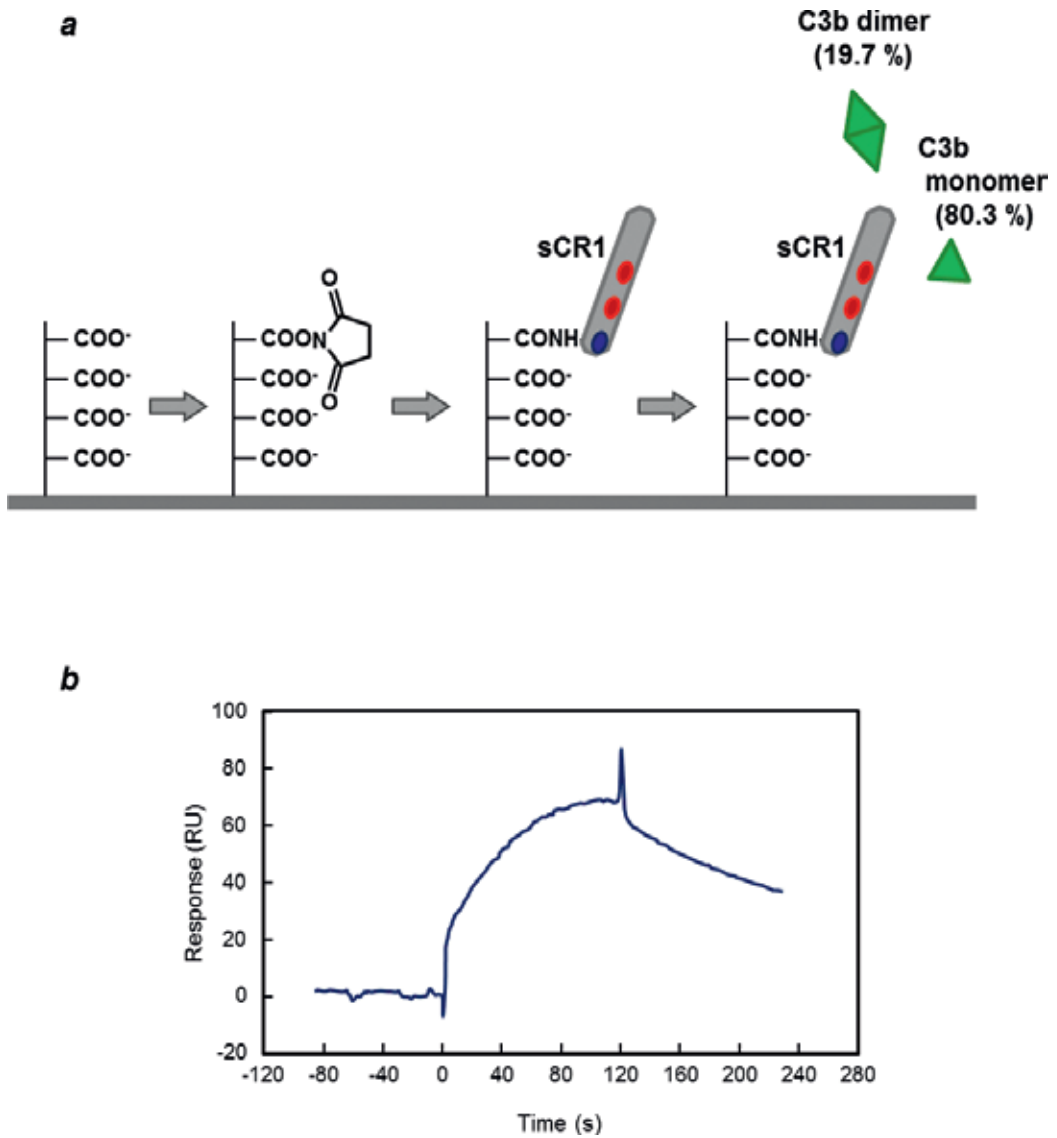 a
C3b dimer
(19.7 %)
C3b
monomer
(80.3 %)
sCR1
sCR1
O
COO⁻
COON
CONH
CONH
COO⁻
COO⁻
COO⁻
COO⁻
O
COO⁻
COO⁻
COO⁻
COO⁻
COO⁻
COO⁻
COO⁻
COO⁻
b
100
80
60
40
20
0
-20
Response (RU)
-120 -80 -40 0 40 80 120 160 200 240 280
Time (s)